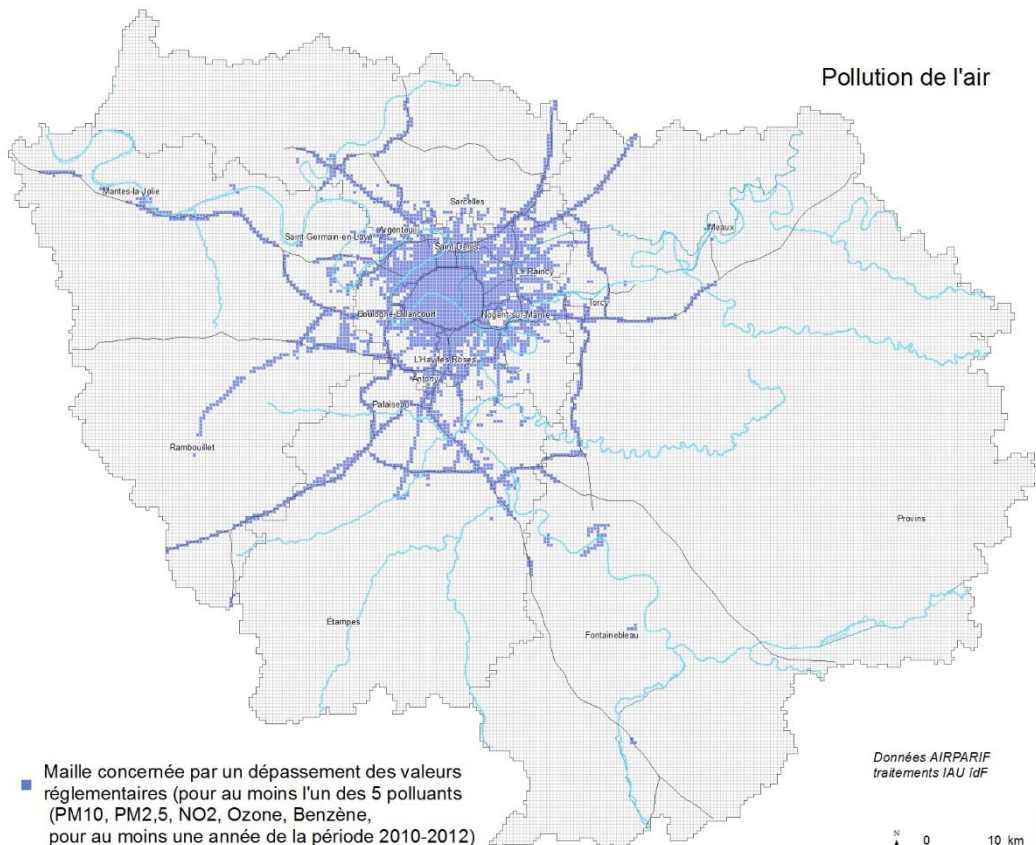 Pollution de l'air
Mantes-la-Jolie
Sarcelles
Saint-Germain-en-Laye
Argenteuil
Saint-Denis
Meaux
Le Raincy
Torcy
Boulogne-Billancourt
Nogent-sur-Marne
L'Haÿ-les-Roses
Antony
Palaiseau
Rambouillet
Provins
Étampes
Fontainebleau
Maille concernée par un dépassement des valeurs
réglementaires (pour au moins l'un des 5 polluants
(PM10, PM2,5, NO2, Ozone, Benzène,
pour au moins une année de la période 2010-2012)
Données AIRPARIF
traitements IAU îdF
N
0 10 km